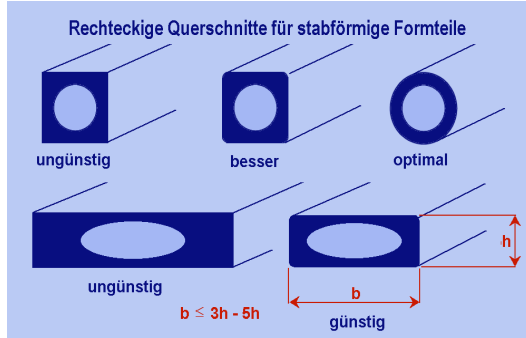 Rechteckige Querschnitte für stabförmige Formteile
ungünstig
besser
optimal
ungünstig
b ≤ 3h - 5h
b
h
günstig